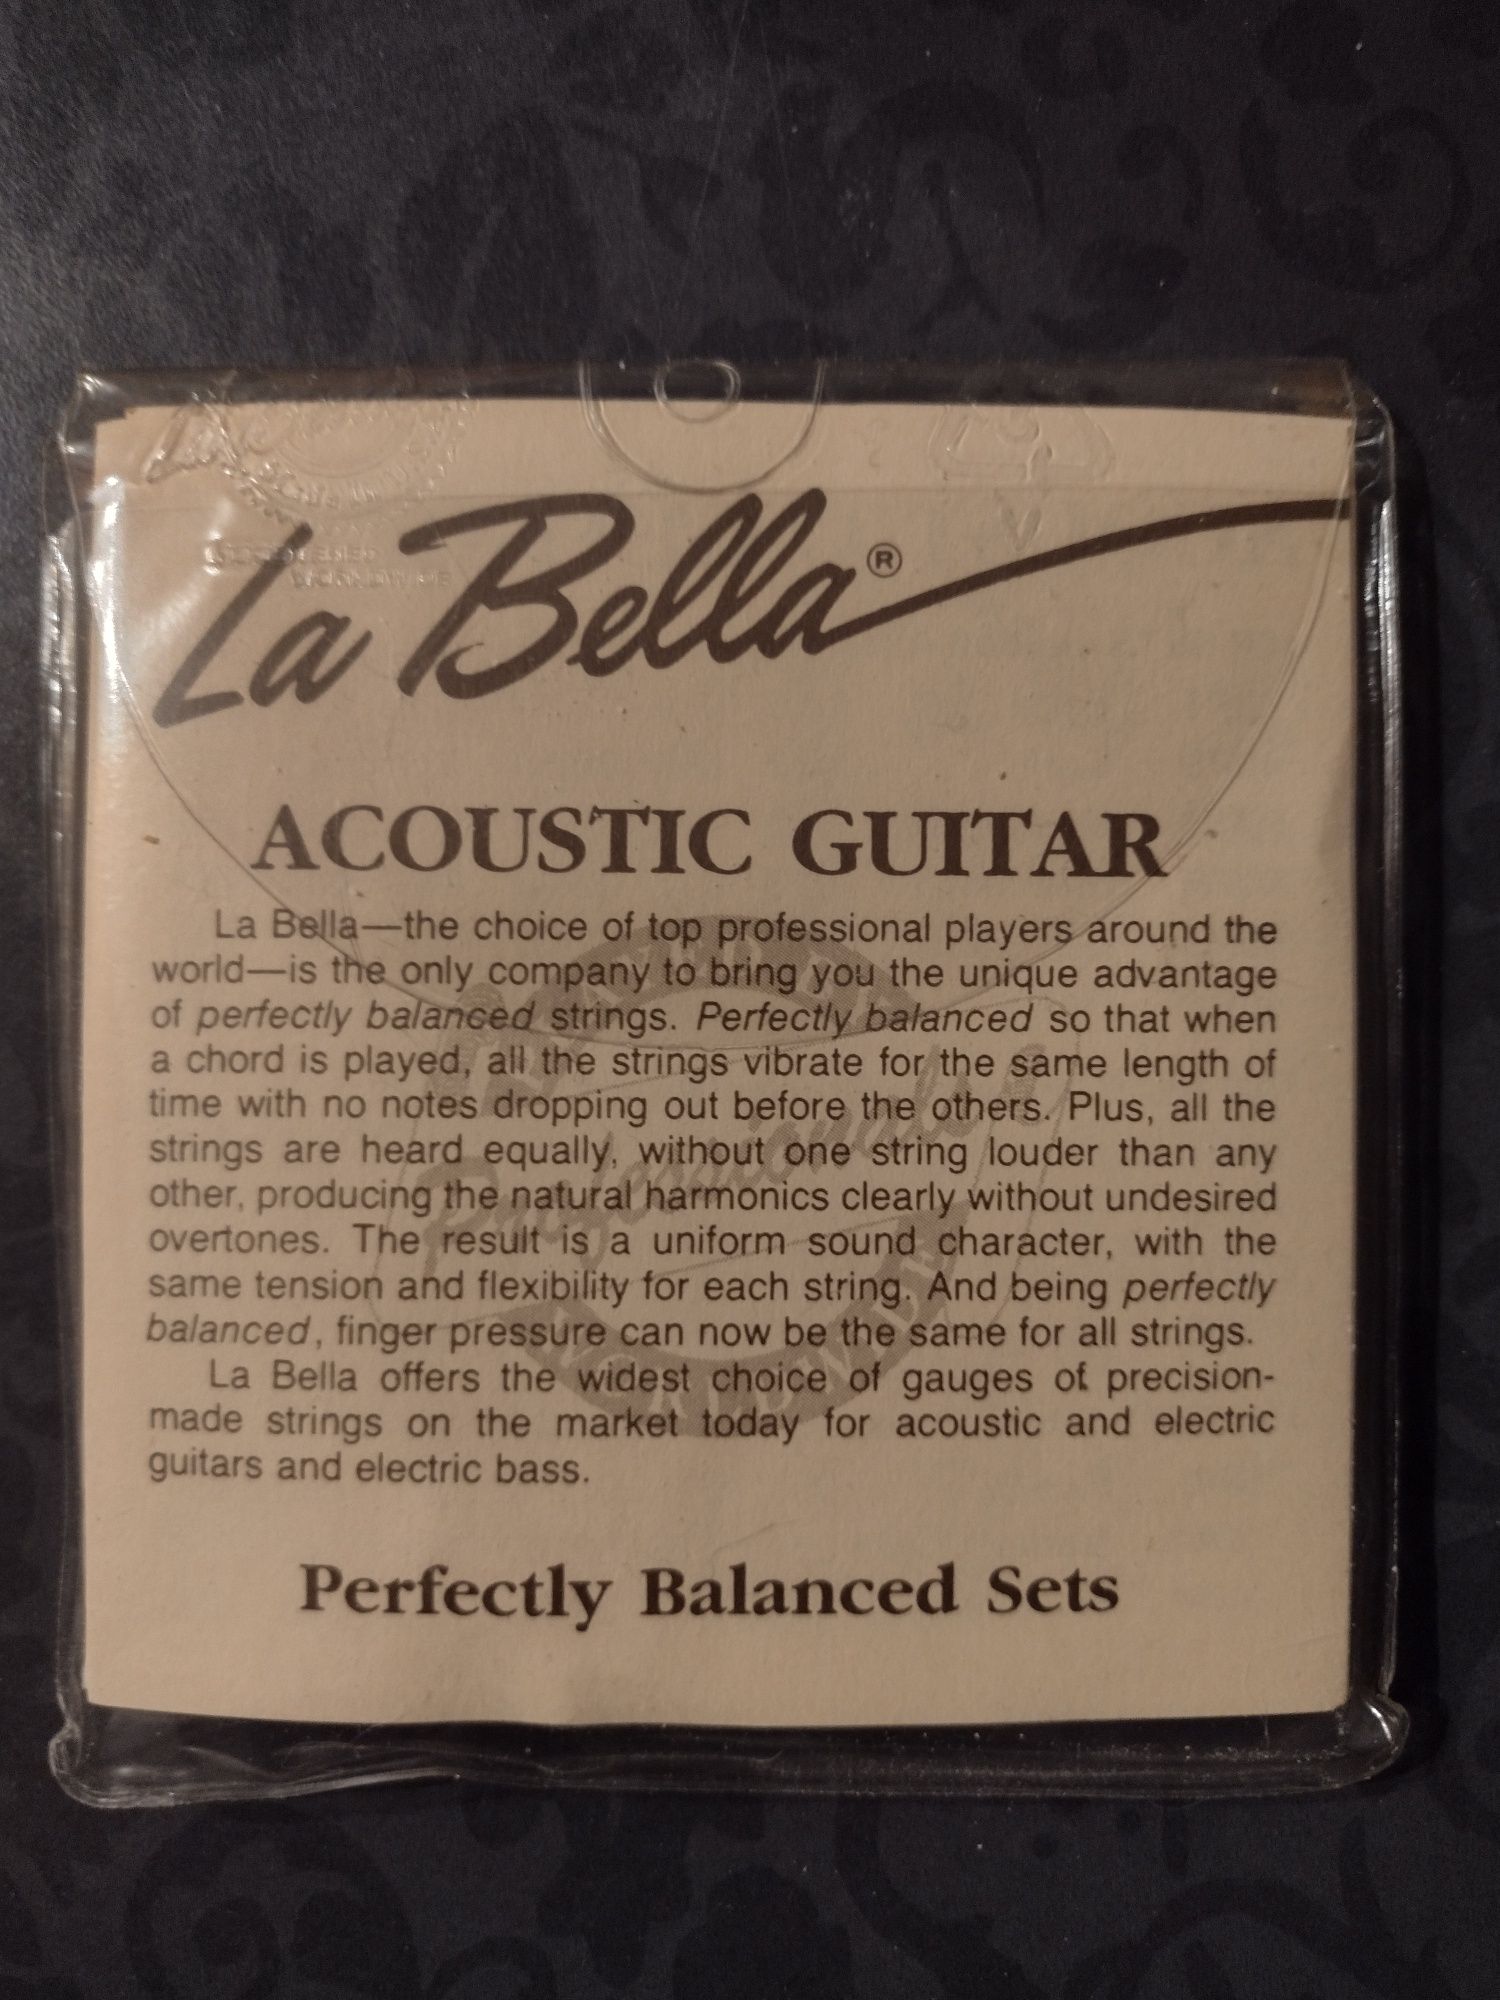 La Bella®
ACOUSTIC GUITAR
La Bella—the choice of top professional players around the
world—is the only company to bring you the unique advantage
of perfectly balanced strings. Perfectly balanced so that when
a chord is played, all the strings vibrate for the same length of
time with no notes dropping out before the others. Plus, all the
strings are heard equally, without one string louder than any
other, producing the natural harmonics clearly without undesired
overtones. The result is a uniform sound character, with the
same tension and flexibility for each string. And being perfectly
balanced, finger pressure can now be the same for all strings.
La Bella offers the widest choice of gauges of precision-
made strings on the market today for acoustic and electric
guitars and electric bass.
Perfectly Balanced Sets